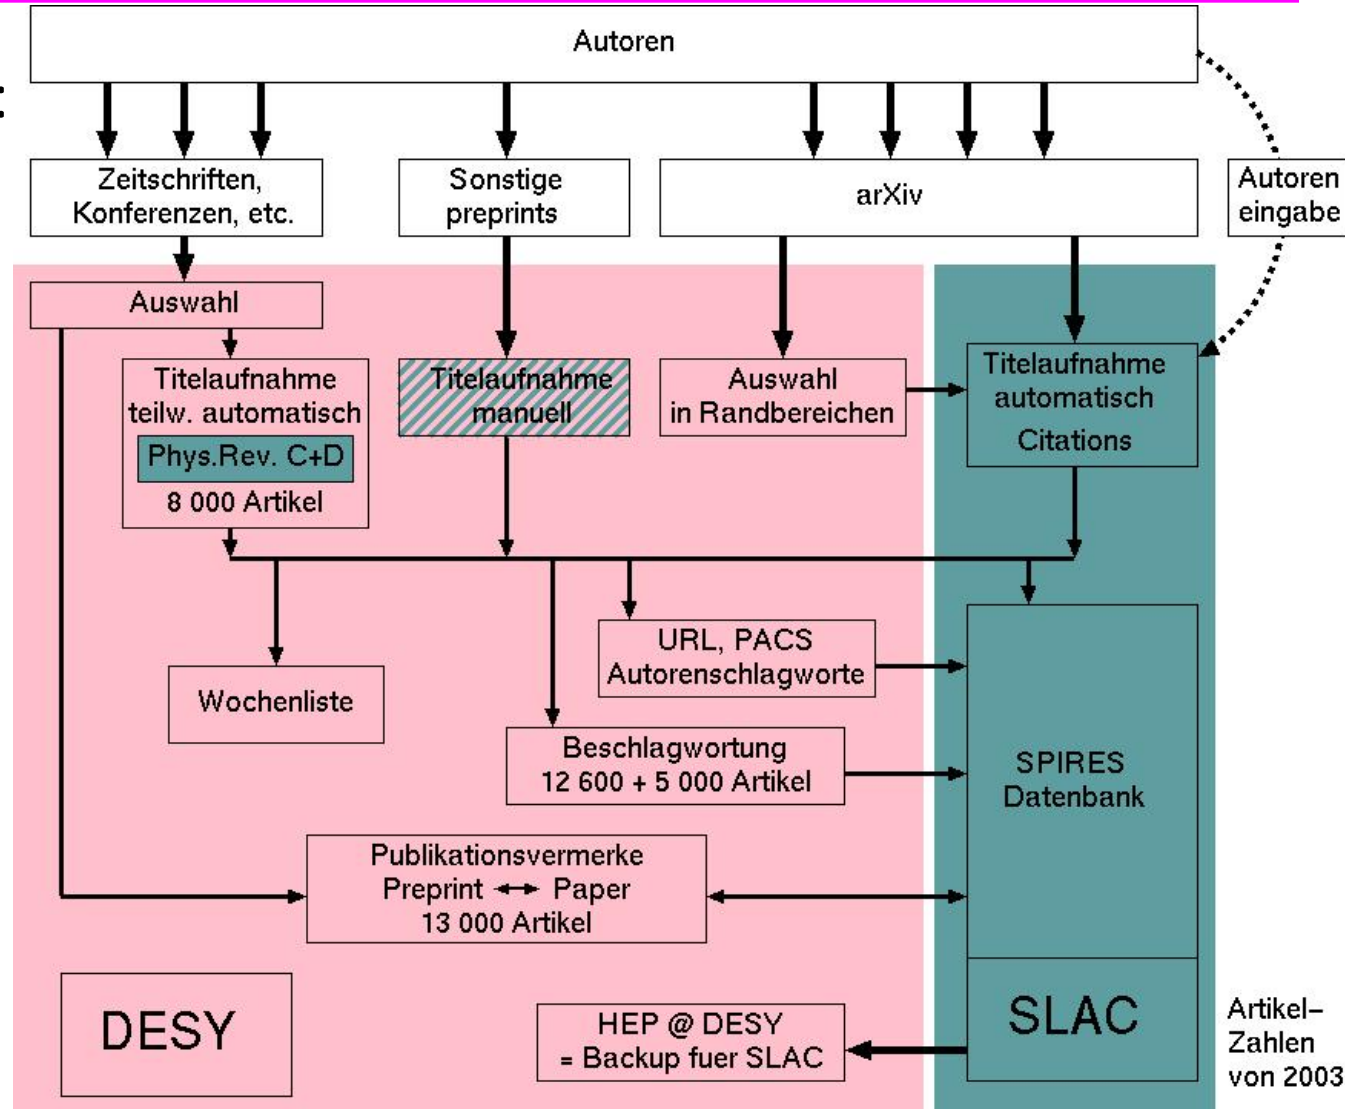 Autoren
:
Zeitschriften,
Konferenzen, etc.
Sonstige
preprints
arXiv
Autoren
eingabe
Auswahl
Titelaufnahme
teilw. automatisch
Phys.Rev. C+D
8 000 Artikel
Titelaufnahme
manuell
Auswahl
in Randbereichen
Titelaufnahme
automatisch
Citations
URL, PACS
Autorenschlagworte
Wochenliste
Beschlagwortung
12 600 + 5 000 Artikel
SPIRES
Datenbank
Publikationsvermerke
Preprint ↔ Paper
13 000 Artikel
DESY
HEP @ DESY
= Backup fuer SLAC
SLAC
Artikel–
Zahlen
von 2003